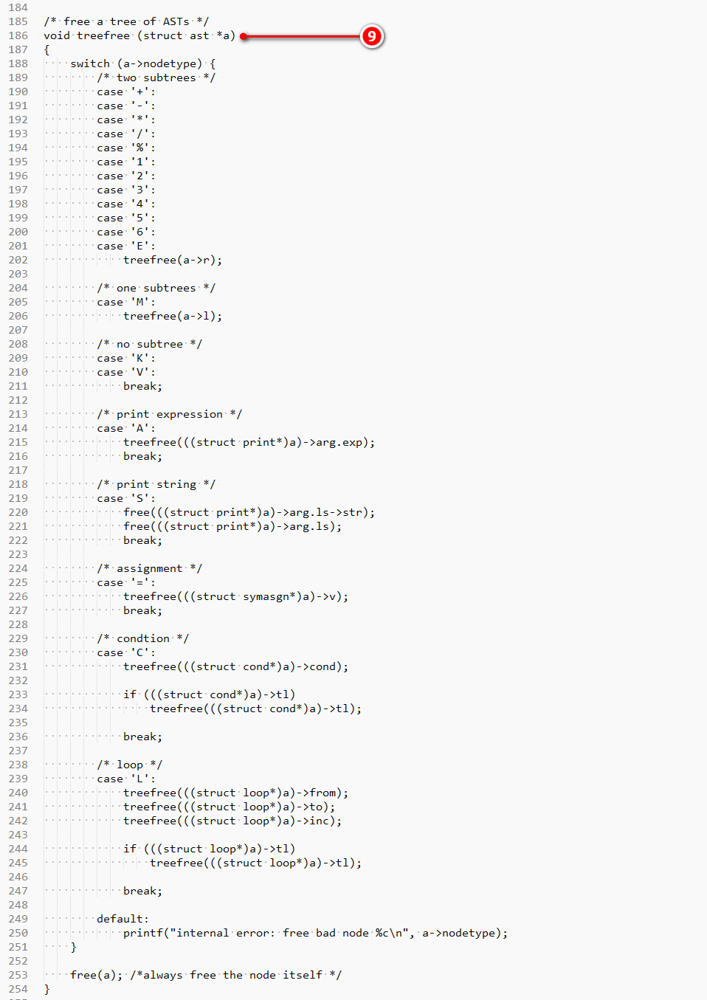 184
185 /* free a tree of ASTs */
186 void treefree (struct ast *a) 9
187 {
188     switch (a->nodetype) {
189         /* two subtrees */
190         case '+':
191         case '-':
192         case '*':
193         case '/':
194         case '%':
195         case '1':
196         case '2':
197         case '3':
198         case '4':
199         case '5':
200         case '6':
201         case 'E':
202             treefree(a->r);
203
204         /* one subtrees */
205         case 'M':
206             treefree(a->l);
207
208         /* no subtree */
209         case 'K':
210         case 'V':
211             break;
212
213         /* print expression */
214         case 'A':
215             treefree(((struct print*)a)->arg.exp);
216             break;
217
218         /* print string */
219         case 'S':
220             free(((struct print*)a)->arg.ls->str);
221             free(((struct print*)a)->arg.ls);
222             break;
223
224         /* assignment */
225         case '=':
226             treefree(((struct symasgn*)a)->v);
227             break;
228
229         /* condtion */
230         case 'C':
231             treefree(((struct cond*)a)->cond);
232
233             if (((struct cond*)a)->tl)
234                 treefree(((struct cond*)a)->tl);
235
236             break;
237
238         /* loop */
239         case 'L':
240             treefree(((struct loop*)a)->from);
241             treefree(((struct loop*)a)->to);
242             treefree(((struct loop*)a)->inc);
243
244             if (((struct loop*)a)->tl)
245                 treefree(((struct loop*)a)->tl);
246
247             break;
248
249         default:
250             printf("internal error: free bad node %c\n", a->nodetype);
251     }
252
253     free(a); /*always free the node itself */
254 }